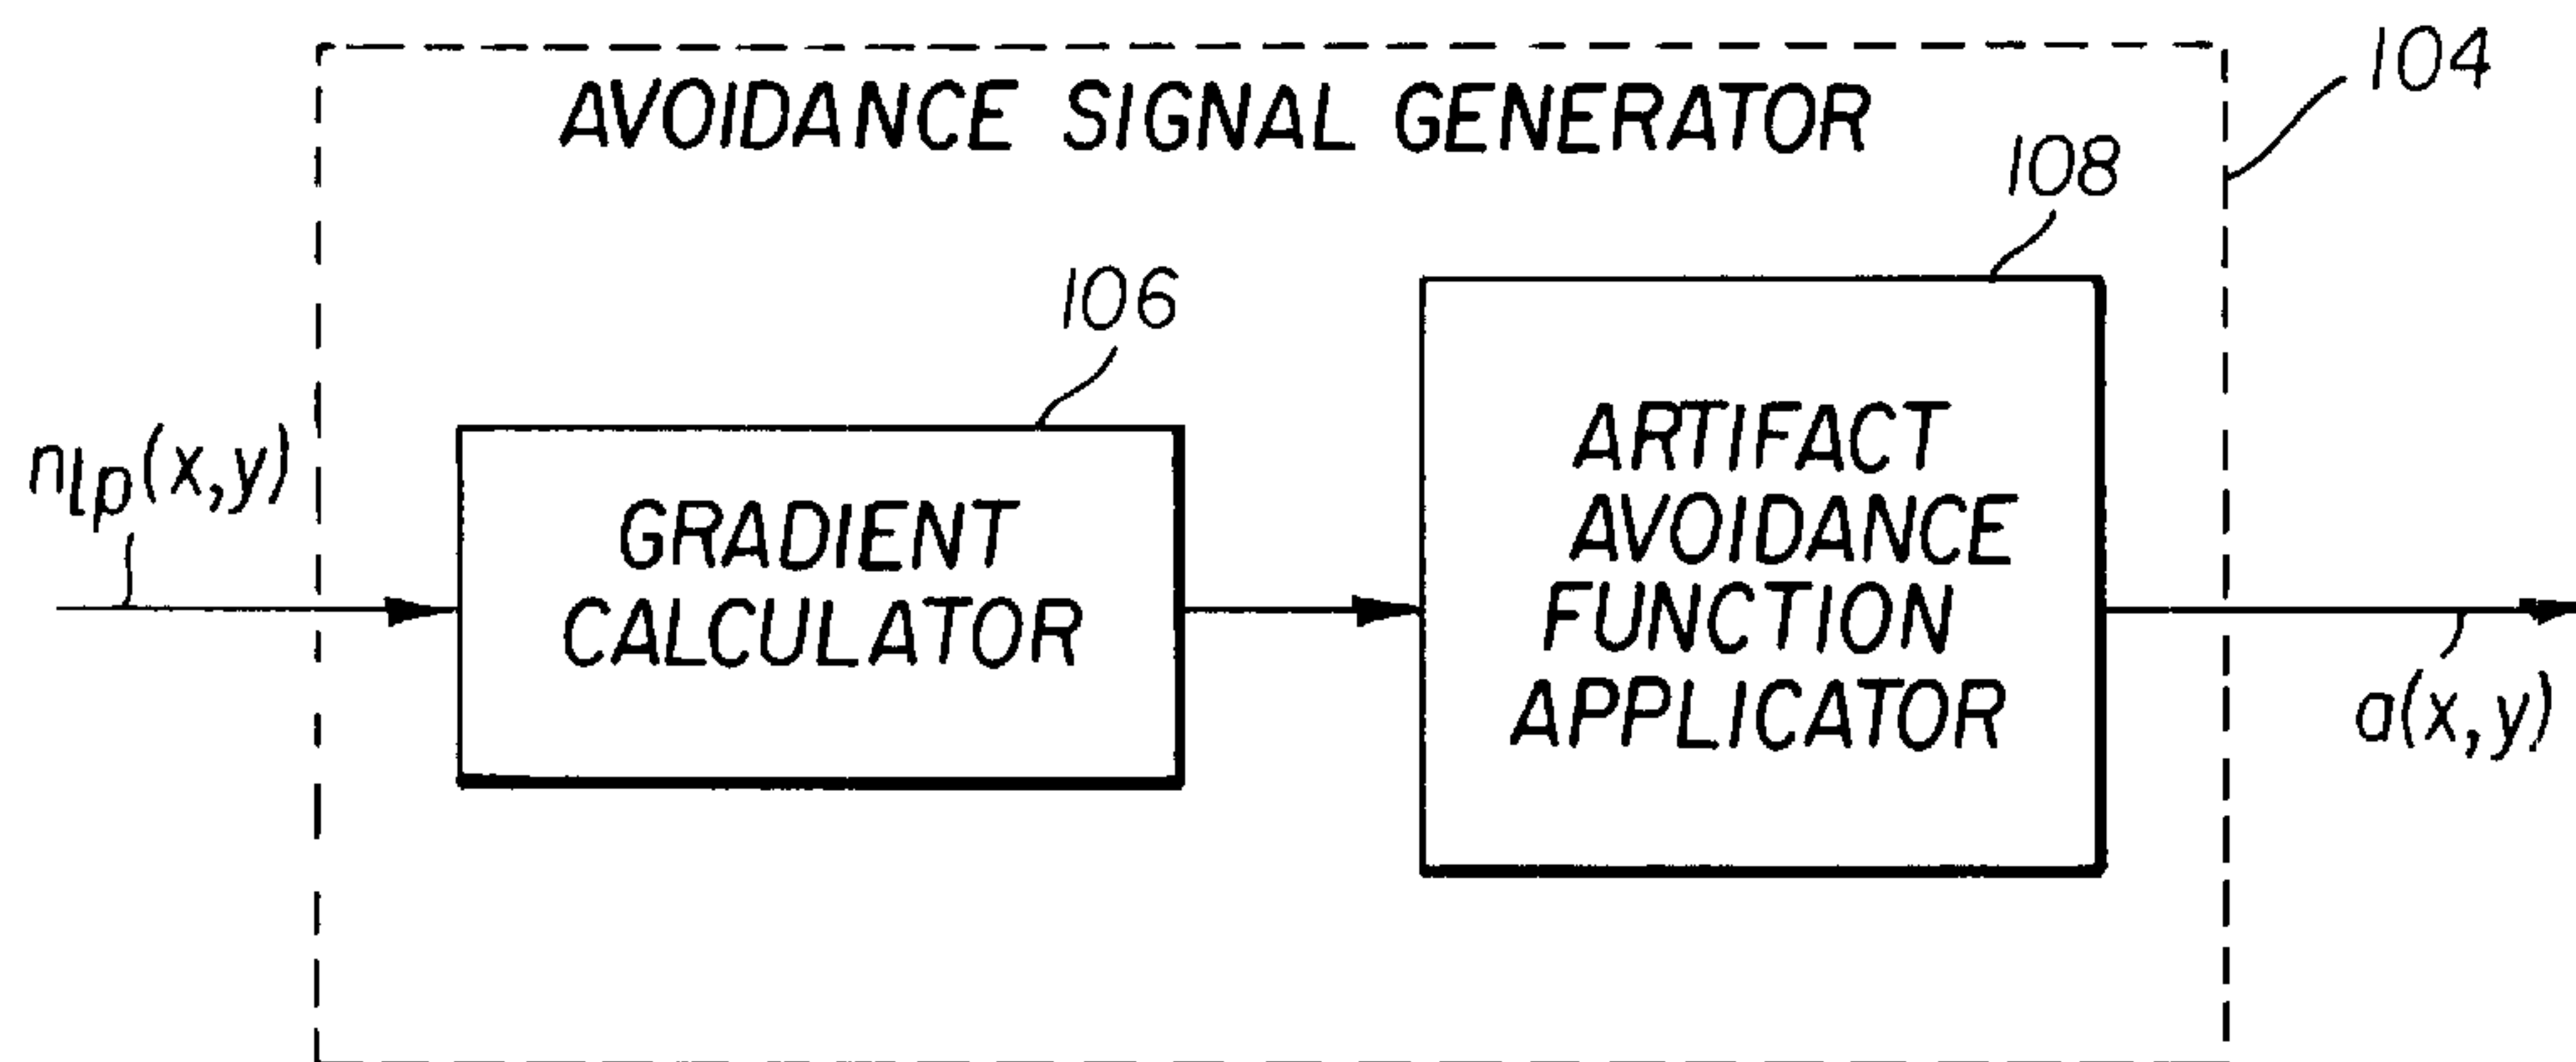 104
AVOIDANCE SIGNAL GENERATOR
108
106
ARTIFACT
AVOIDANCE
FUNCTION
APPLICATOR
nlp(x,y)
GRADIENT
CALCULATOR
a(x,y)